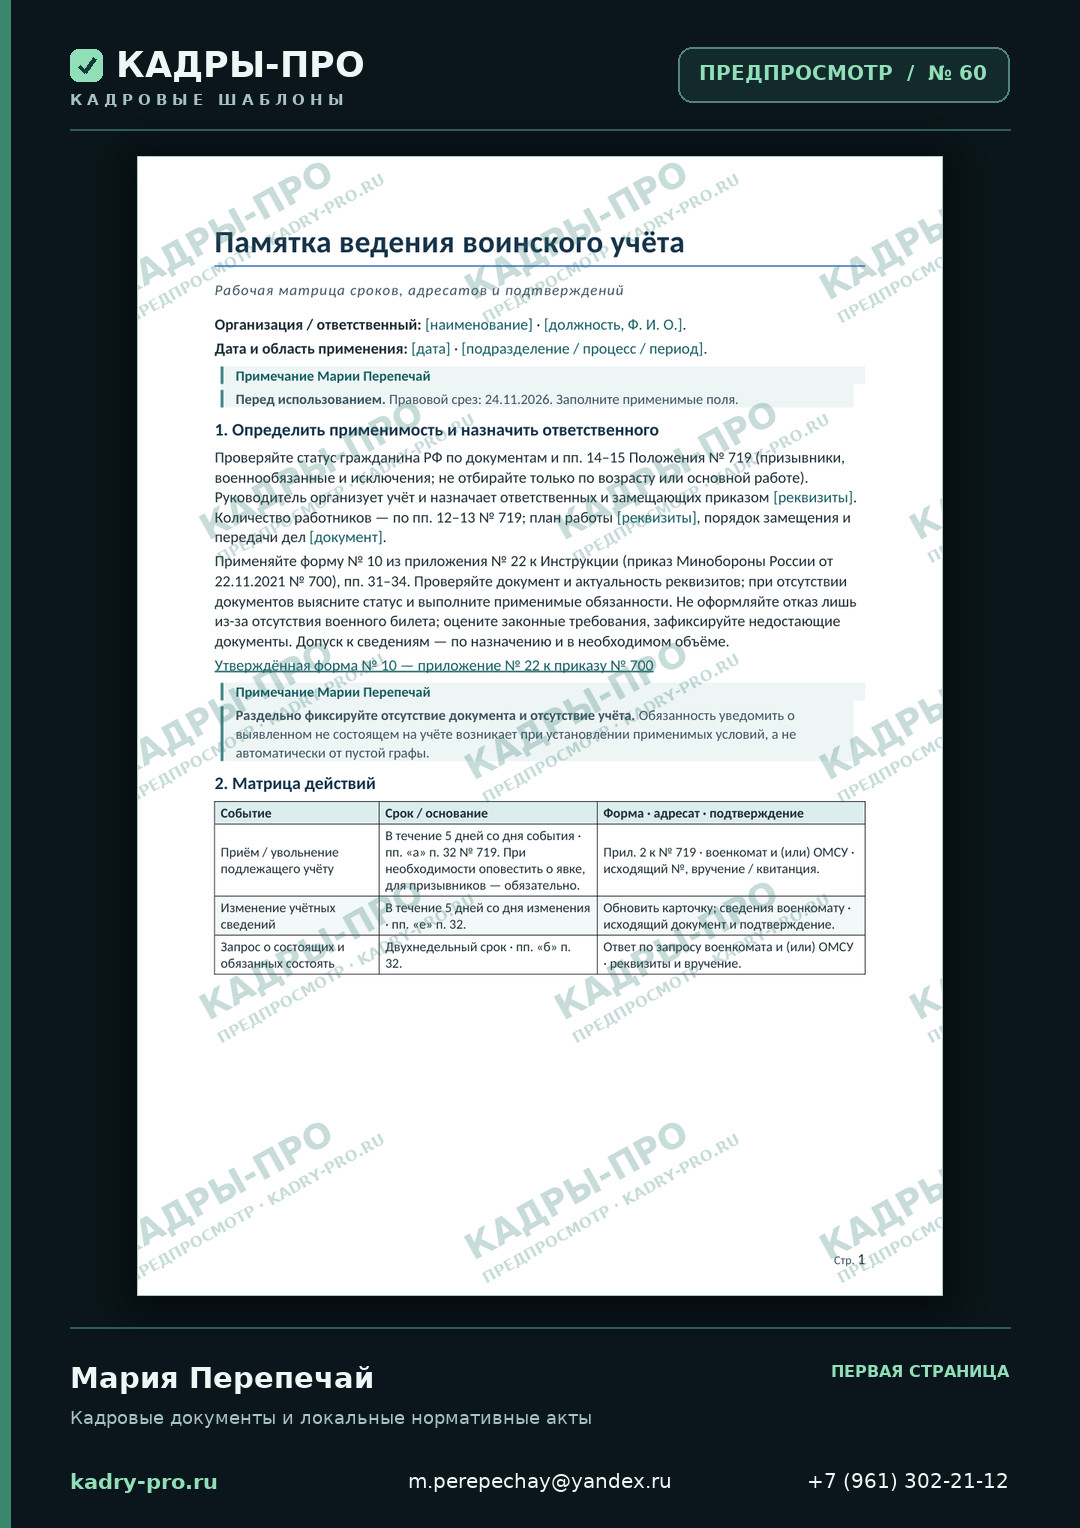 КАДРЫ-ПРО
КАДРОВЫЕ ШАБЛОНЫ
ПРЕДПРОСМОТР / № 60
Памятка ведения воинского учёта
Рабочая матрица сроков, адресатов и подтверждений
Организация / ответственный: [наименование] · [должность, Ф. И. О.].
Дата и область применения: [дата] · [подразделение / процесс / период].
Примечание Марии Перепечай
Перед использованием. Правовой срез: 24.11.2026. Заполните применимые поля.
1. Определить применимость и назначить ответственного
Проверяйте статус гражданина РФ по документам и пп. 14–15 Положения № 719 (призывники,
военнообязанные и исключения; не отбирайте только по возрасту или основной работе).
Руководитель организует учёт и назначает ответственных и замещающих приказом [реквизиты].
Количество работников — по пп. 12–13 № 719; план работы [реквизиты], порядок замещения и
передачи дел [документ].
Применяйте форму № 10 из приложения № 22 к Инструкции (приказ Минобороны России от
22.11.2021 № 700), пп. 31–34. Проверяйте документ и актуальность реквизитов; при отсутствии
документов выясните статус и выполните применимые обязанности. Не оформляйте отказ лишь
из-за отсутствия военного билета; оцените законные требования, зафиксируйте недостающие
документы. Допуск к сведениям — по назначению и в необходимом объёме.
Утверждённая форма № 10 — приложение № 22 к приказу № 700
Примечание Марии Перепечай
Раздельно фиксируйте отсутствие документа и отсутствие учёта. Обязанность уведомить о
выявленном не состоящем на учёте возникает при установлении применимых условий, а не
автоматически от пустой графы.
2. Матрица действий
Событие
Срок / основание
Форма · адресат · подтверждение
Приём / увольнение
подлежащего учёту
В течение 5 дней со дня события ·
пп. «а» п. 32 № 719. При
необходимости оповестить о явке,
для призывников — обязательно.
Прил. 2 к № 719 · военкомат и (или) ОМСУ ·
исходящий №, вручение / квитанция.
Изменение учётных
сведений
В течение 5 дней со дня изменения
· пп. «е» п. 32.
Обновить карточку; сведения военкомату ·
исходящий документ и подтверждение.
Запрос о состоящих и
обязанных состоять
Двухнедельный срок · пп. «б» п.
32.
Ответ по запросу военкомата и (или) ОМСУ
· реквизиты и вручение.
Стр. 1
Мария Перепечай
ПЕРВАЯ СТРАНИЦА
Кадровые документы и локальные нормативные акты
kadry-pro.ru
m.perepechay@yandex.ru
+7 (961) 302-21-12